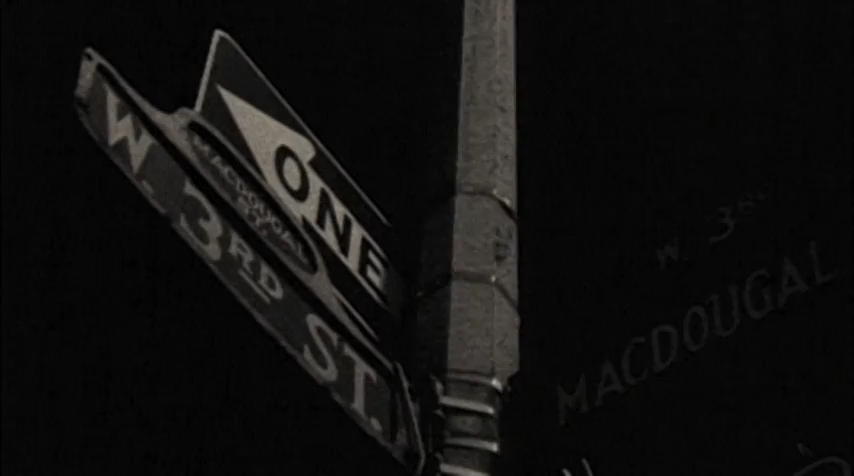 ONE
MACDOUGAL
W. 3RD ST.
W 3RD
MACDOUGAL